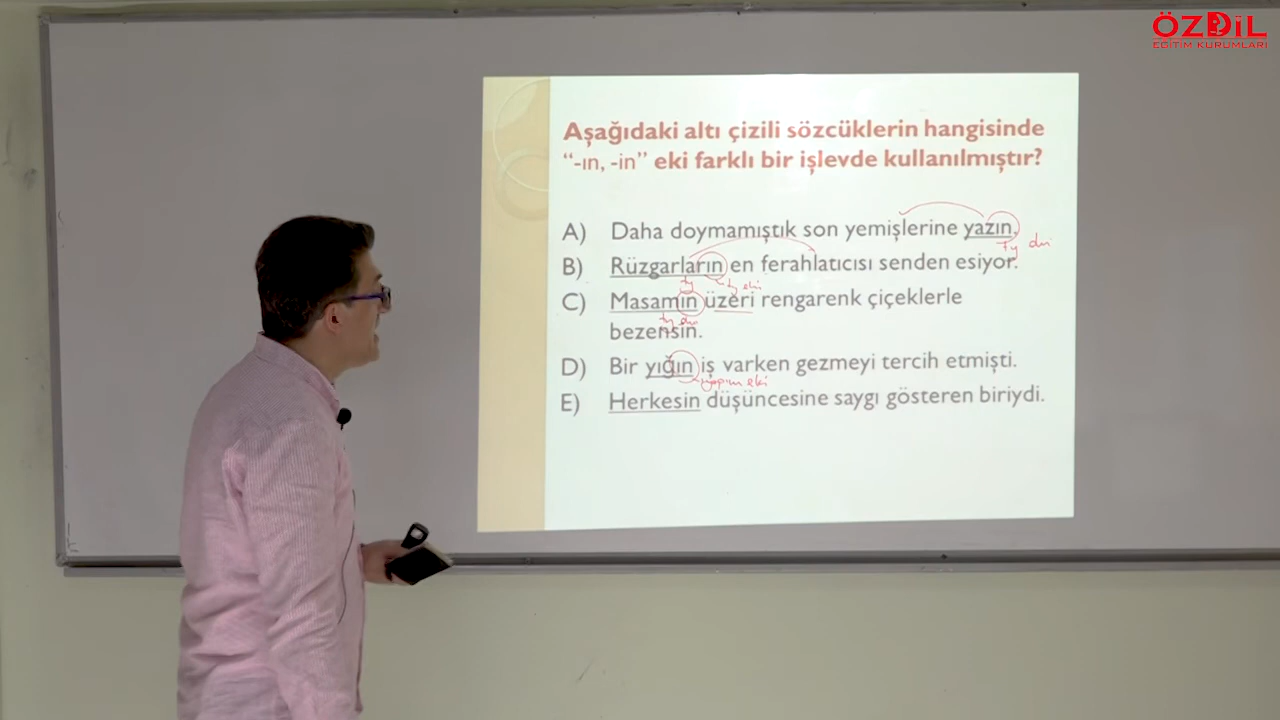 ÖZDİL
EĞİTİM KURUMLARI
Aşağıdaki altı çizili sözcüklerin hangisinde
“-ın, -in” eki farklı bir işlevde kullanılmıştır?
A) Daha doymamıştık son yemişlerine yazın.
B) Rüzgarların en ferahlatıcısı senden esiyor.
C) Masamın üzeri rengarenk çiçeklerle
bezensin.
D) Bir yığın iş varken gezmeyi tercih etmişti.
yapım eki
E) Herkesin düşüncesine saygı gösteren biriydi.